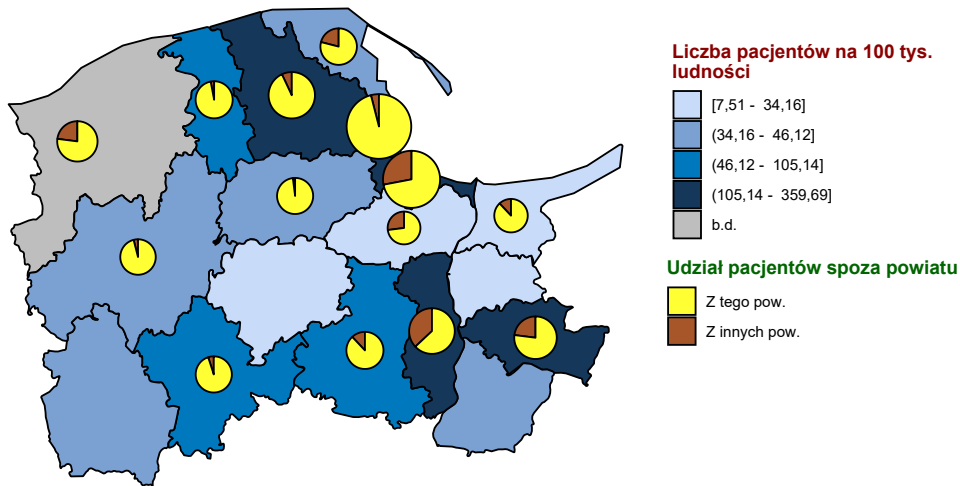 Liczba pacjentów na 100 tys.
ludności
[7,51 - 34,16]
(34,16 - 46,12]
(46,12 - 105,14]
(105,14 - 359,69]
b.d.
Udział pacjentów spoza powiatu
Z tego pow.
Z innych pow.